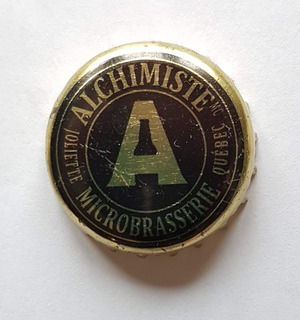 ALCHIMISTE MC
JOLIETTE
A
QUÉBEC
MICROBRASSERIE